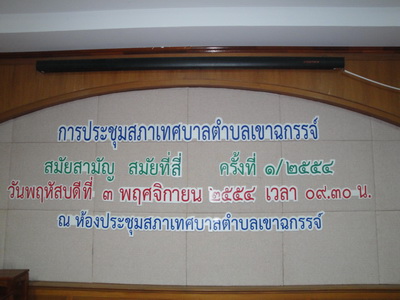 การประชุมสภาเทศบาลตำบลเขาฉกรรจ์
สมัยสามัญ สมัยที่สี่ ครั้งที่ ๑/๒๕๕๔
วันพฤหัสบดีที่ ๓ พฤศจิกายน ๒๕๕๔ เวลา ๐๙.๓๐ น.
ณ ห้องประชุมสภาเทศบาลตำบลเขาฉกรรจ์